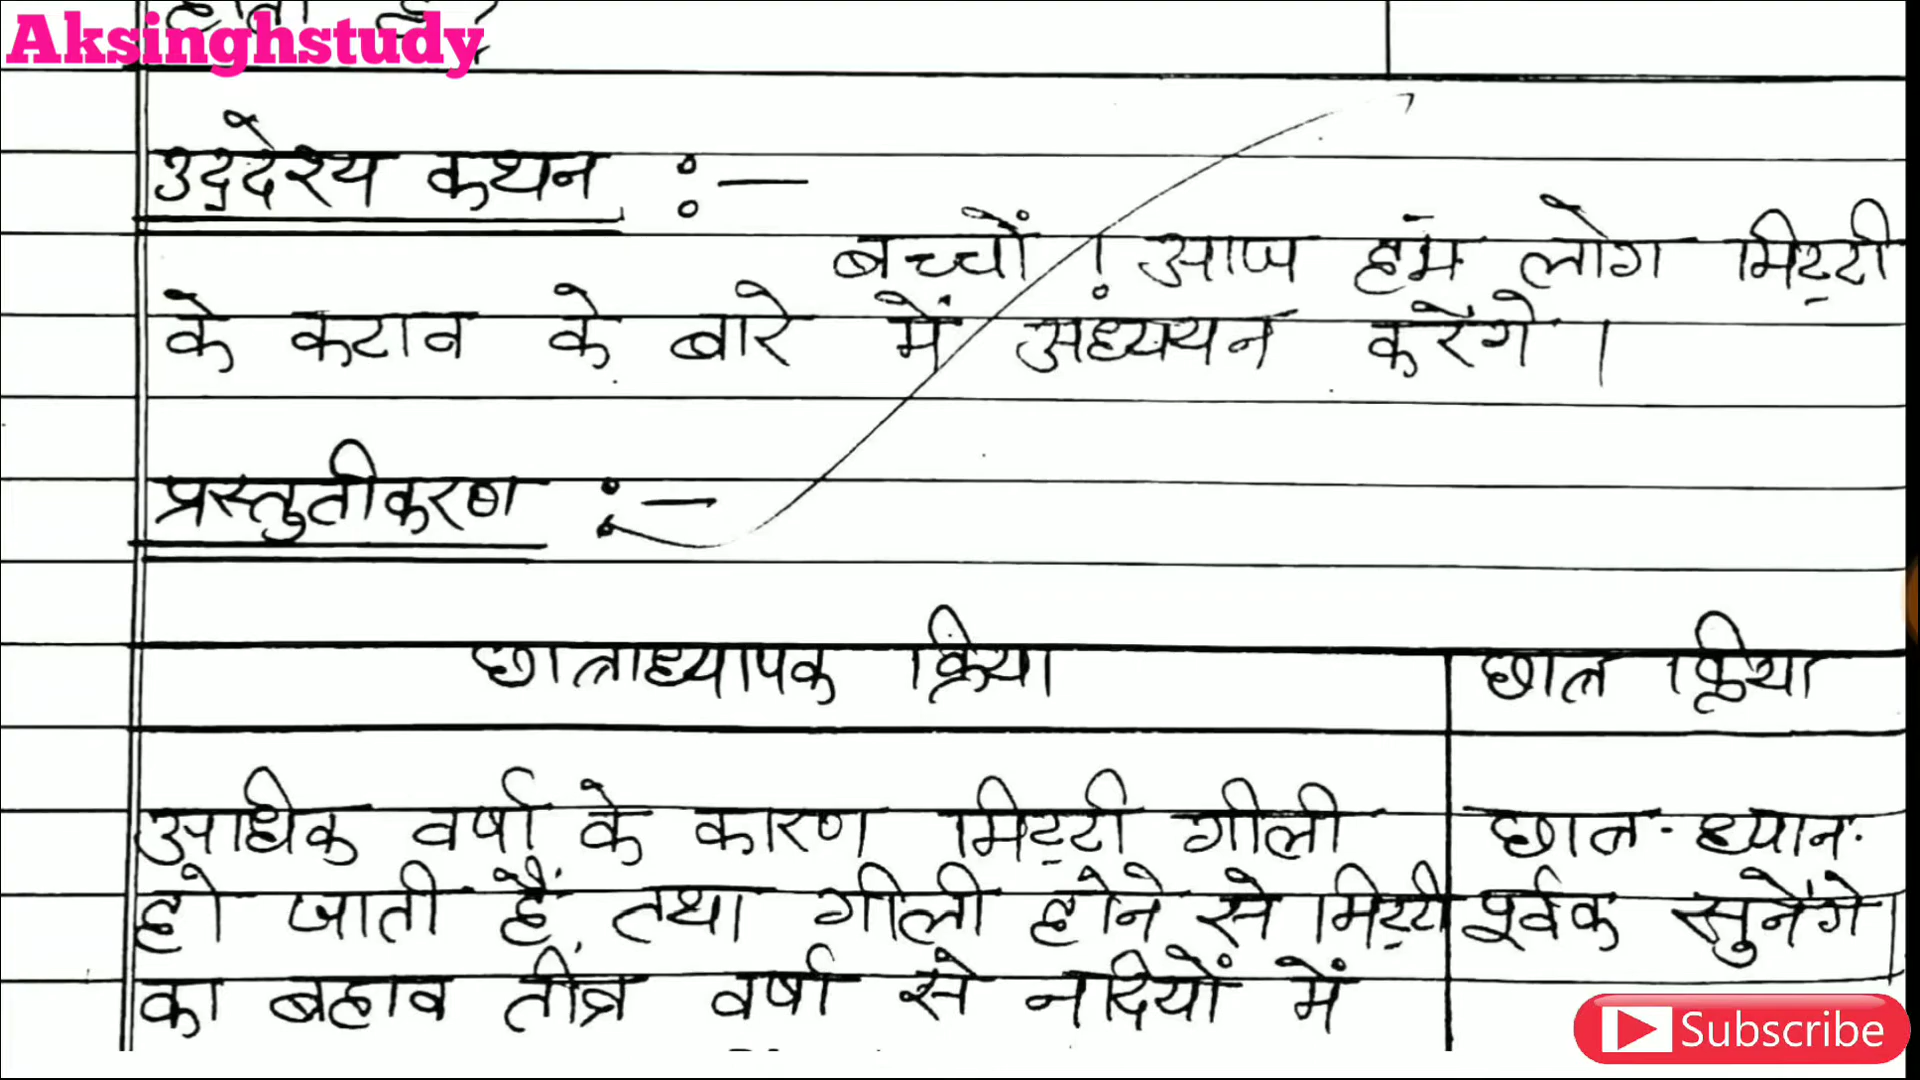 Aksinghstudy
उद्देश्य कथन :-
बच्चों ! आज हम लोग मिट्टी
के कटाव के बारे में अध्ययन करेंगे ।
प्रस्तुतीकरण :-
छात्राध्यापक क्रिया छात्र क्रिया
अधिक वर्षा के कारण मिट्टी गीली छात्र ध्यान
हो जाती हैं, तथा गीली होने से मिट्टी पूर्वक सुनेंगे।
का बहाव तीव्र वर्षा से नदियों में
Subscribe